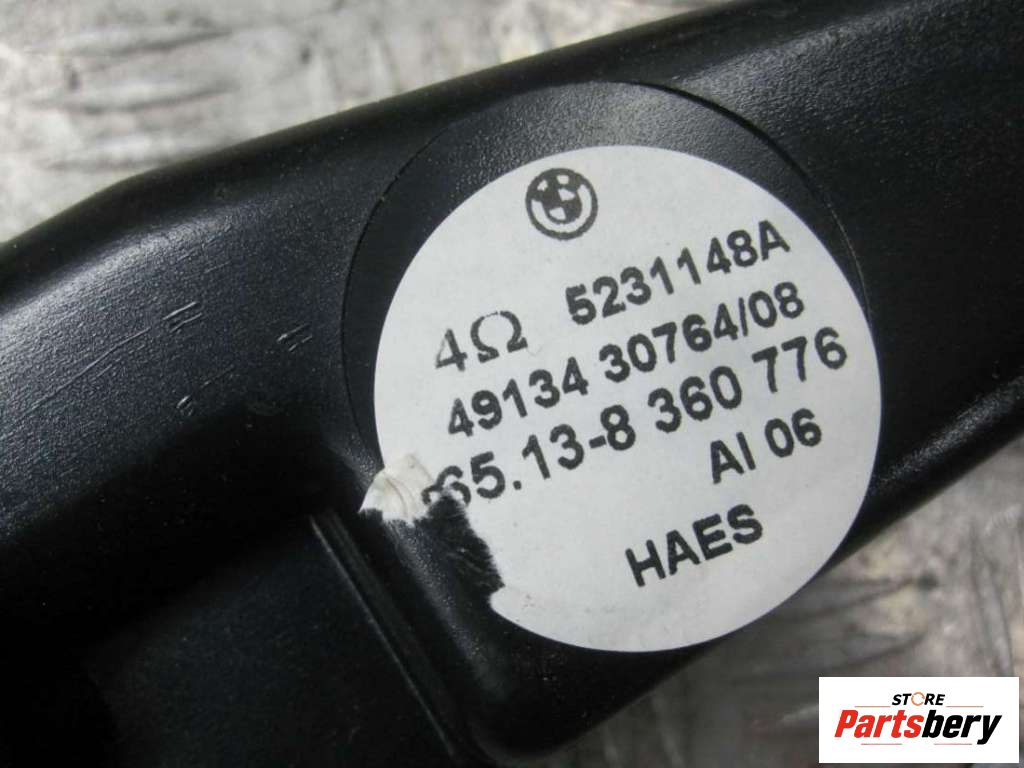 4Ω 5231148A
49134 30764/08
65.13-8 360 776
AI 06
HAES
STORE
Partsbery